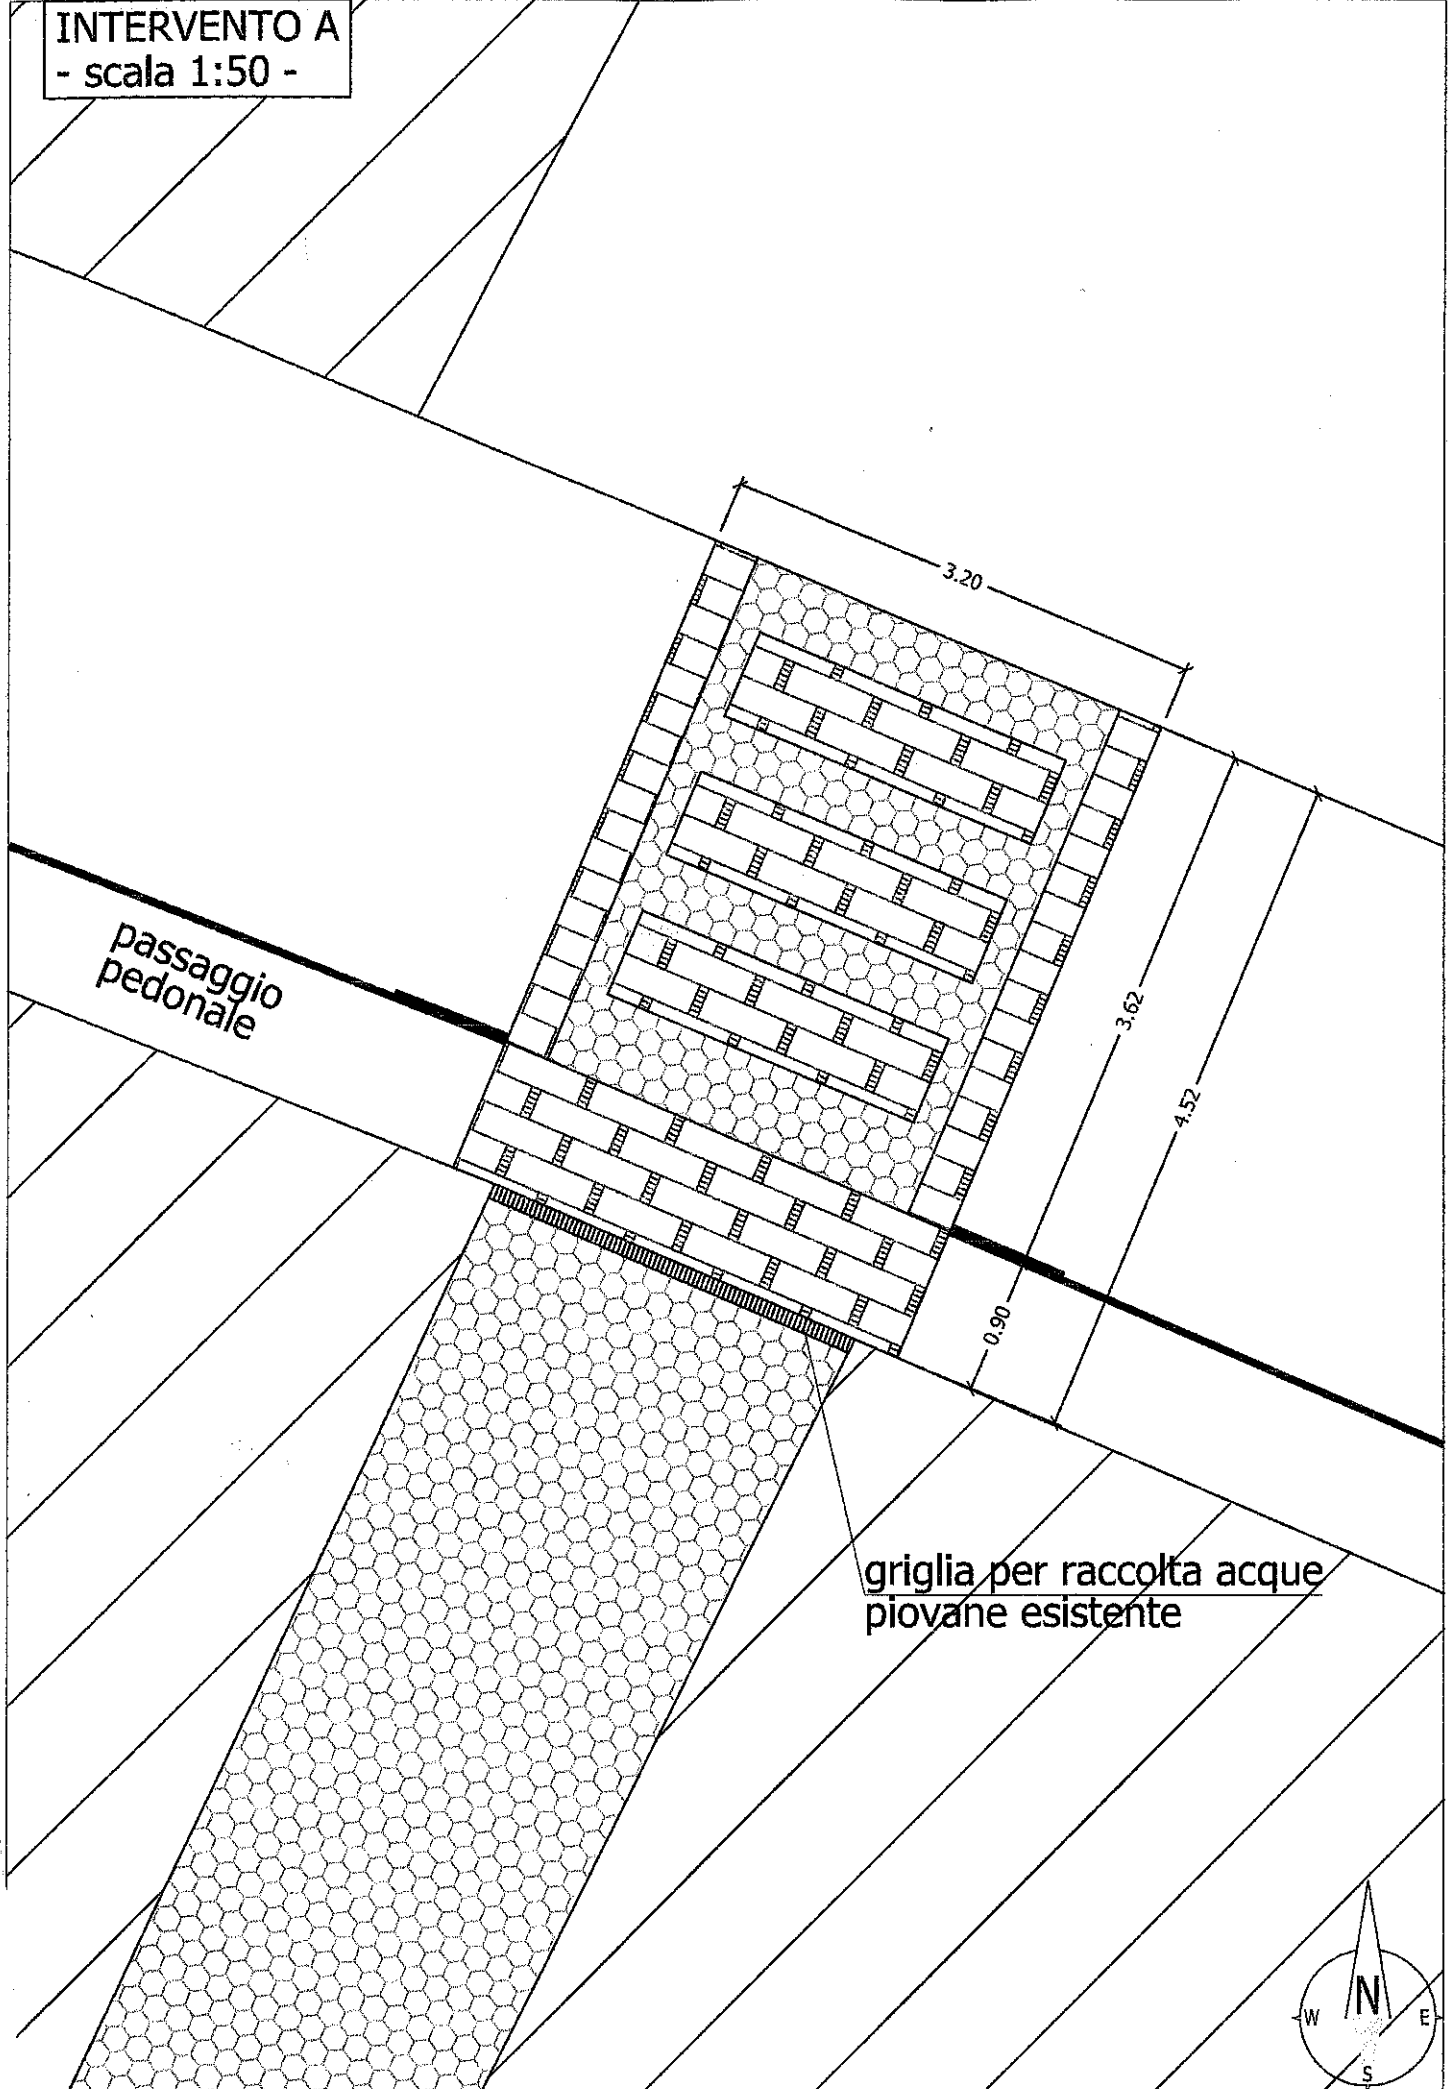 INTERVENTO A
- scala 1:50 -
3.20
3.62
4.52
passaggio
pedonale
0.90
griglia per raccolta acque
piovane esistente
N
W
E
S